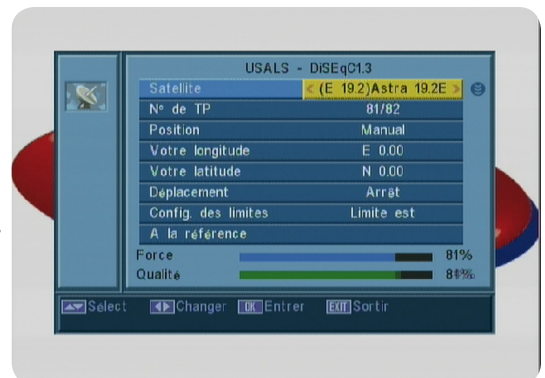 USALS - DiSEqC1.3
Satellite < (E 19.2)Astra 19.2E >
N° de TP 81/82
Position Manual
Votre longitude E 0.00
Votre latitude N 0.00
Déplacement Arrêt
Config. des limites Limite est
A la référence
Force 81%
Qualité
Sélect Changer OK Entrer EXIT Sortir